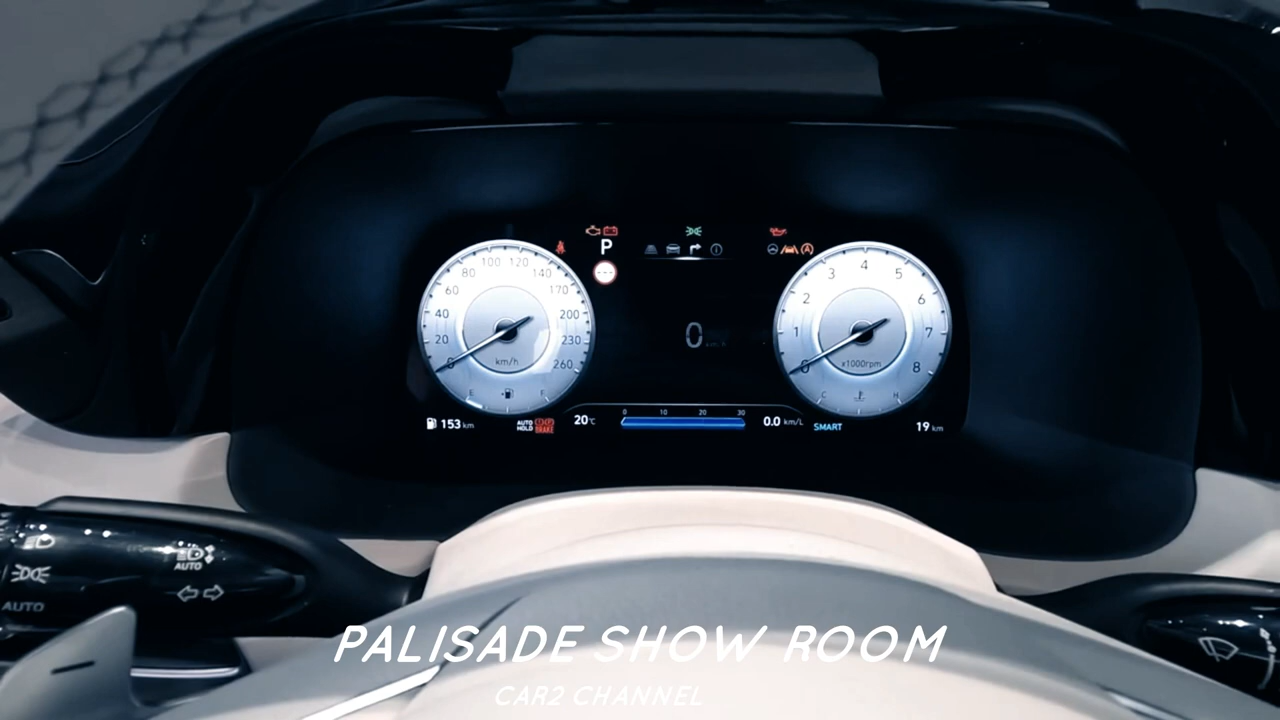 P
100 120
80 140
60 170
40 200
20 230
0 260
km/h
E F
4
3 5
2 6
1 7
0 8
x1000rpm
C H
0 km/h
153 km
AUTO HOLD
BRAKE
20°C
0 10 20 30
0.0 km/L
SMART
19 km
AUTO
AUTO
PALISADE SHOW ROOM
CAR2 CHANNEL